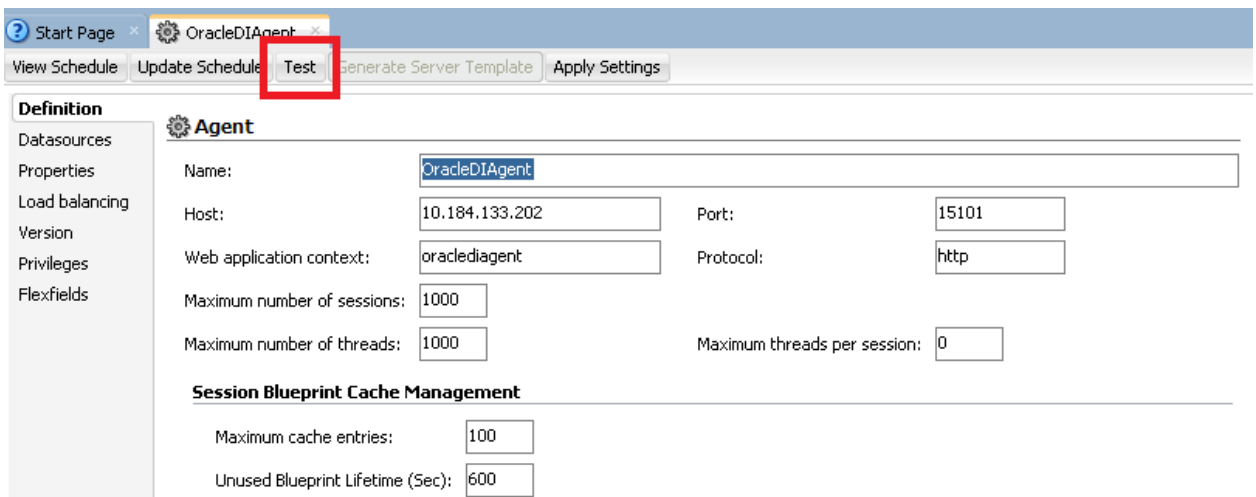 Start Page OracleDIAgent
View Schedule Update Schedule Test Generate Server Template Apply Settings
Definition
Datasources
Properties
Load balancing
Version
Privileges
Flexfields
Agent
Name: OracleDIAgent
Host: 10.184.133.202 Port: 15101
Web application context: oraclediagent Protocol: http
Maximum number of sessions: 1000
Maximum number of threads: 1000 Maximum threads per session: 0
Session Blueprint Cache Management
Maximum cache entries: 100
Unused Blueprint Lifetime (Sec): 600